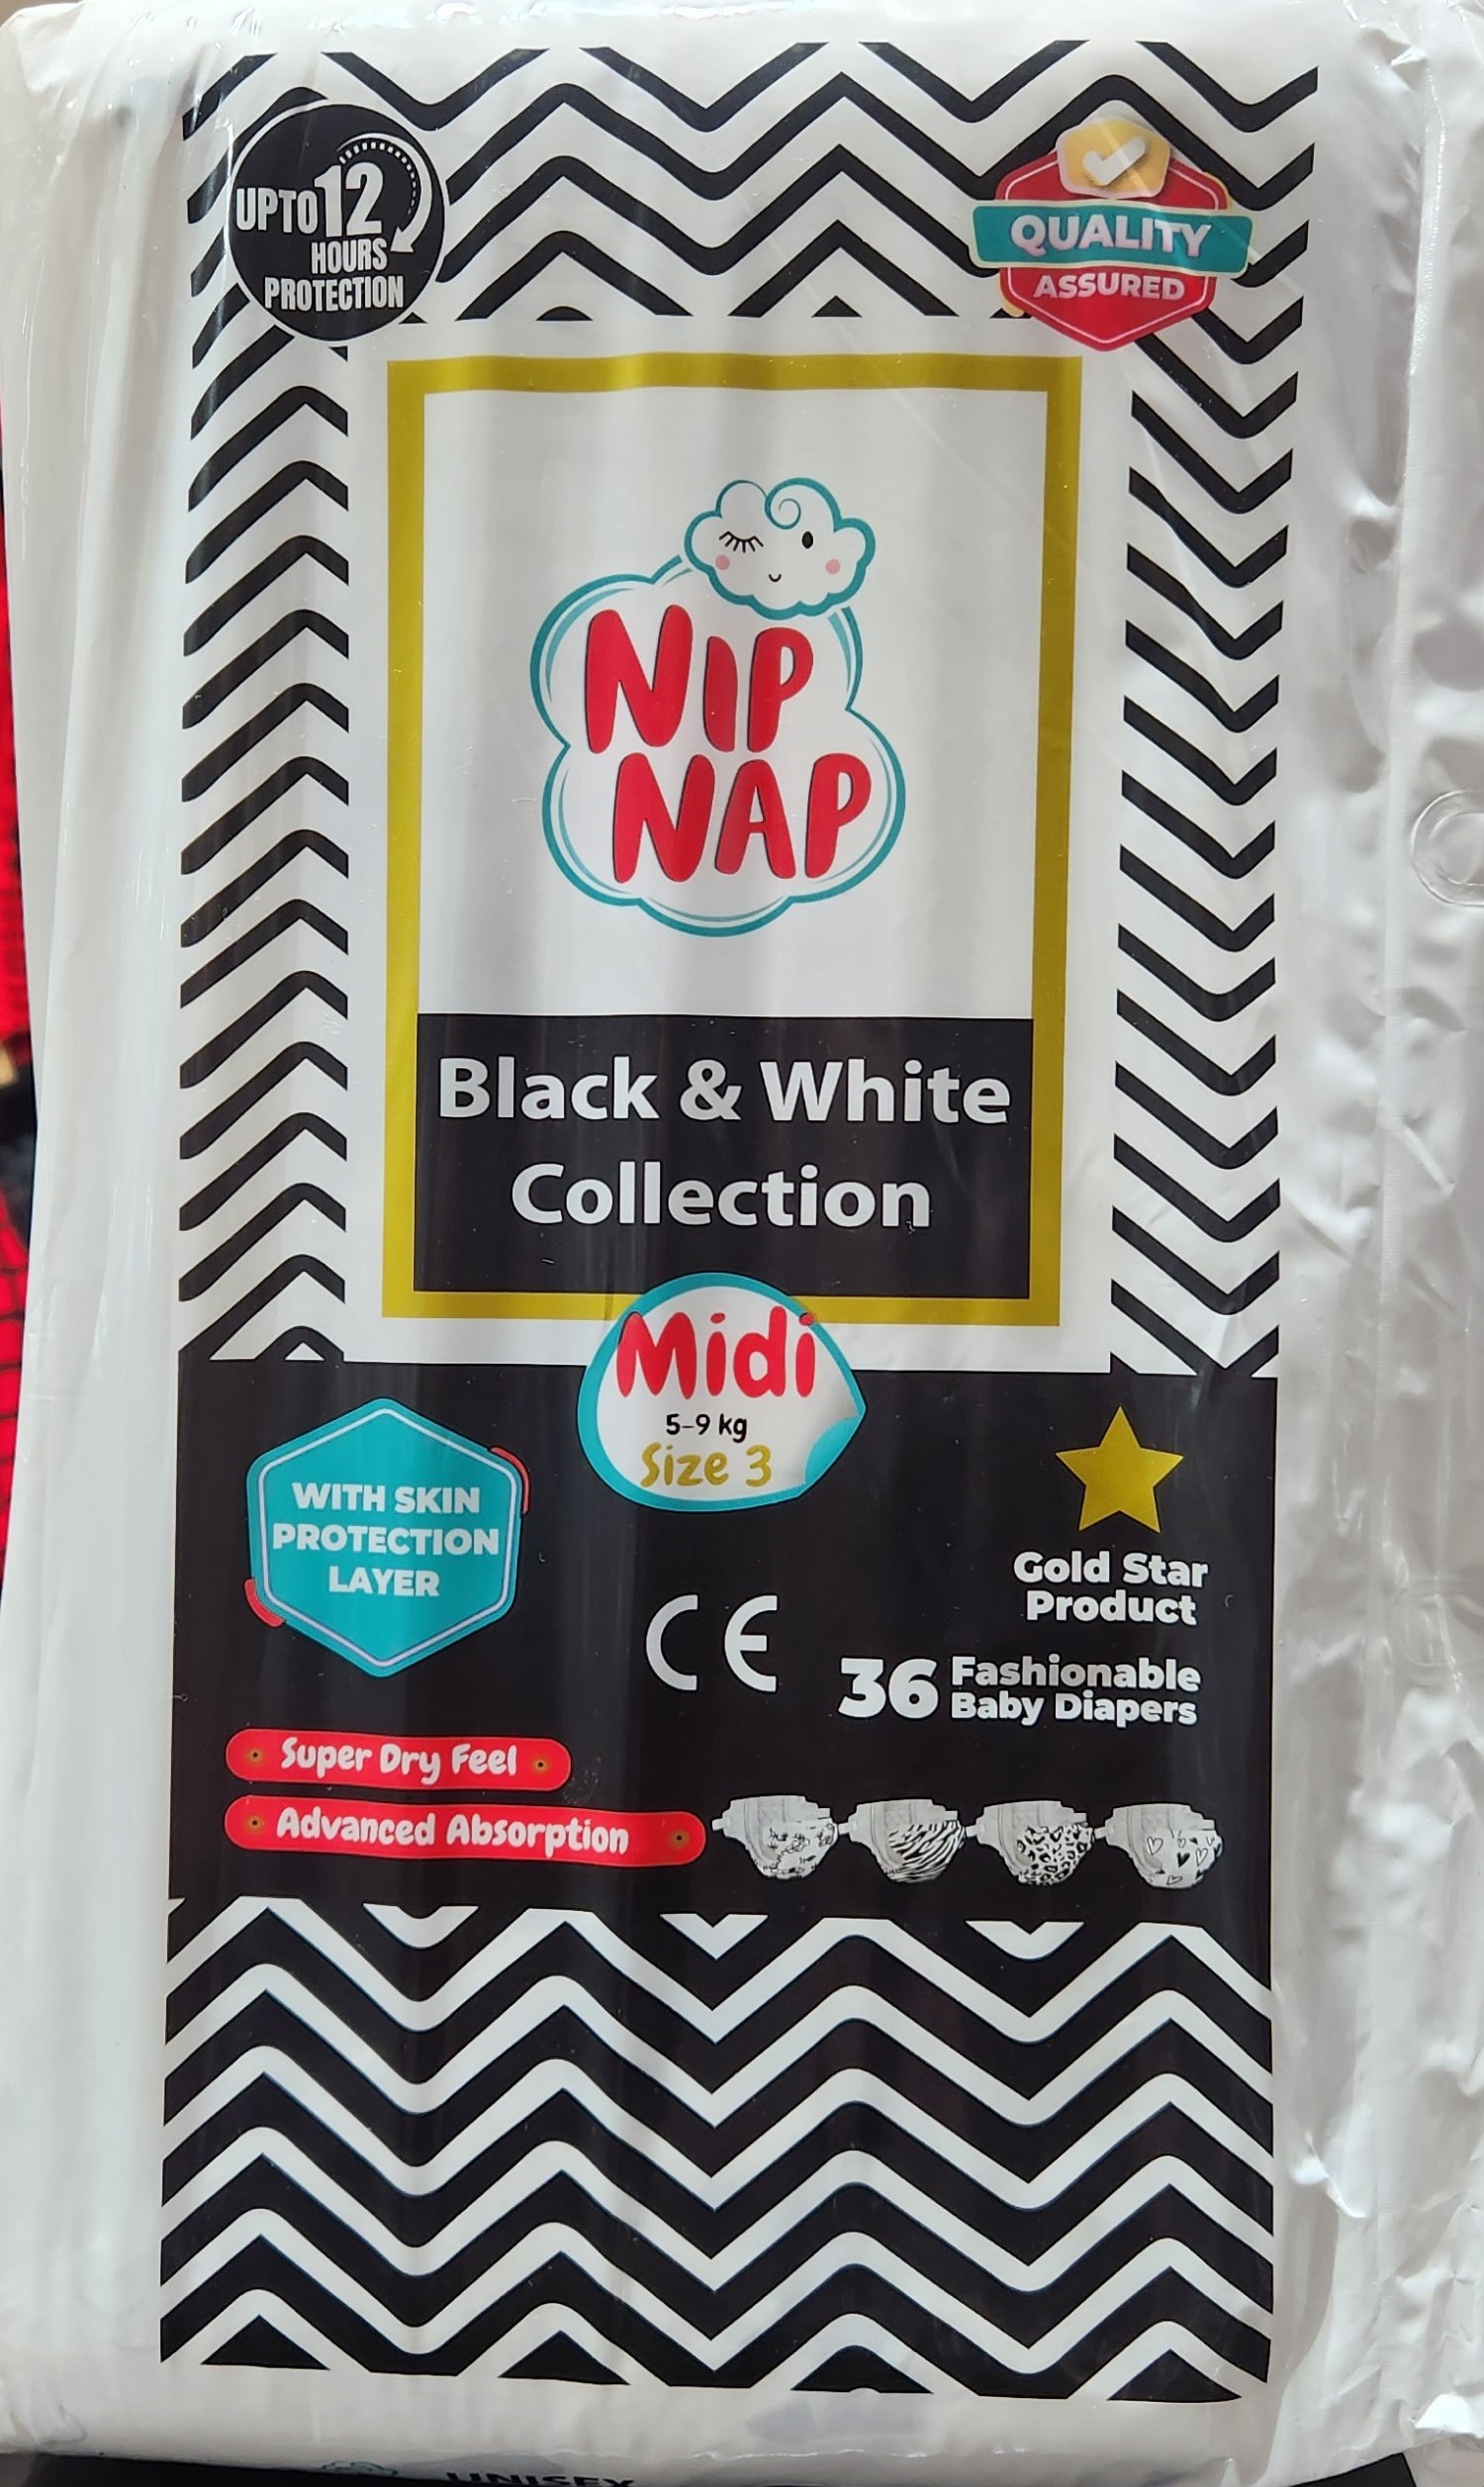 UPTO 12
HOURS
PROTECTION
QUALITY
ASSURED
NIP
NAP
Black & White
Collection
Midi
5-9 kg
Size 3
WITH SKIN
PROTECTION
LAYER
Gold Star
Product
CE
36 Fashionable
Baby Diapers
Super Dry Feel
Advanced Absorption
UNISEX